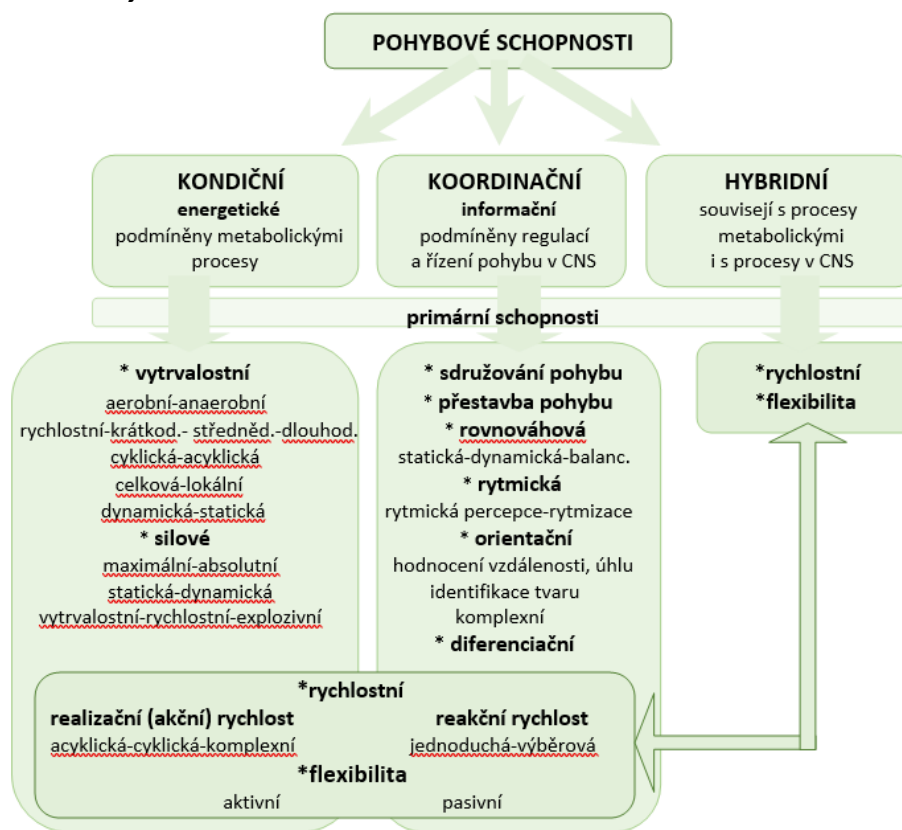 POHYBOVÉ SCHOPNOSTI
KONDIČNÍ
energetické
podmíněny metabolickými
procesy
KOORDINAČNÍ
informační
podmíněny regulací
a řízení pohybu v CNS
HYBRIDNÍ
souvisejí s procesy
metabolickými
i s procesy v CNS
primární schopnosti
* vytrvalostní
aerobní-anaerobní
rychlostní-krátkod.- středněd.-dlouhod.
cyklická-acyklická
celková-lokální
dynamická-statická
* silové
maximální-absolutní
statická-dynamická
vytrvalostní-rychlostní-explozivní
* sdružování pohybu
* přestavba pohybu
* rovnováhová
statická-dynamická-balanc.
* rytmická
rytmická percepce-rytmizace
* orientační
hodnocení vzdálenosti, úhlu
identifikace tvaru
komplexní
* diferenciační
*rychlostní
*flexibilita
*rychlostní
realizační (akční) rychlost
reakční rychlost
acyklická-cyklická-komplexní
jednoduchá-výběrová
*flexibilita
aktivní
pasivní